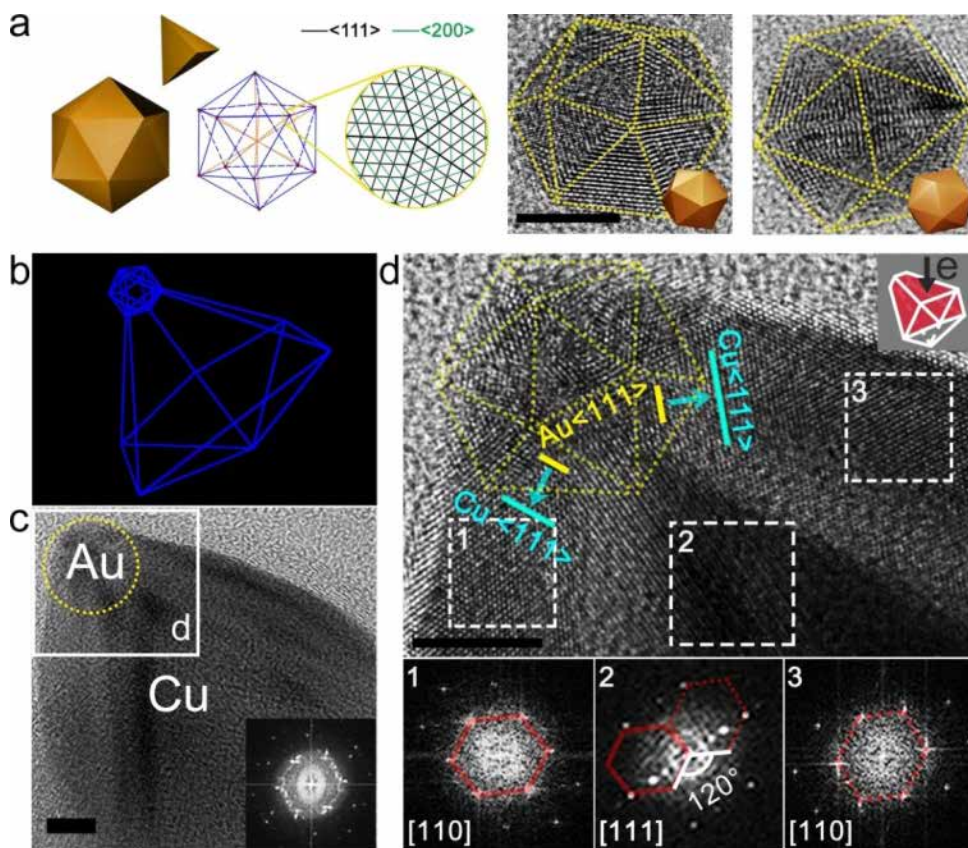 a
<111> <200>
b
c
Au
d
Cu
d
e
Au<111>
Cu<111>
Cu <111>
1
2
3
1
[110]
2
120°
[111]
3
[110]